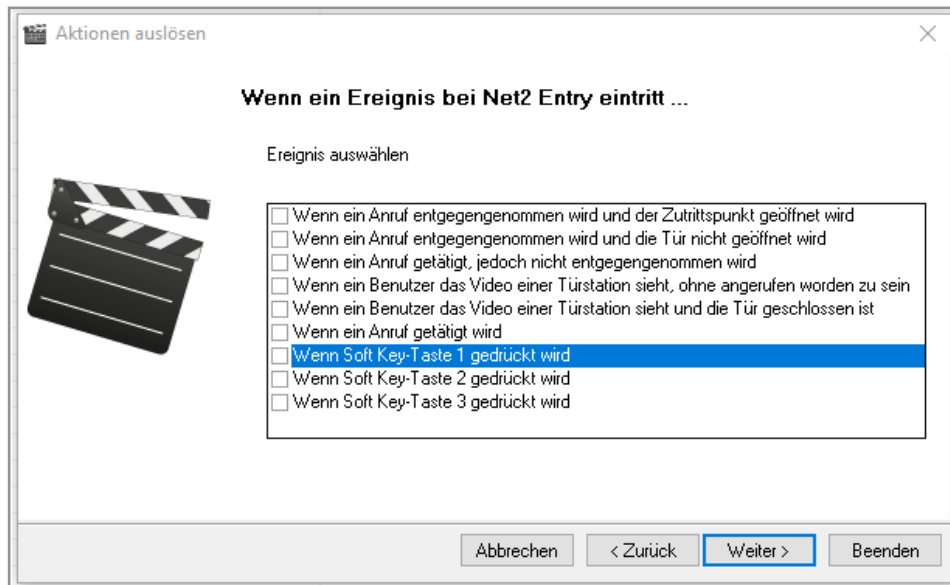 Aktionen auslösen
Wenn ein Ereignis bei Net2 Entry eintritt ...
Ereignis auswählen
Wenn ein Anruf entgegengenommen wird und der Zutrittspunkt geöffnet wird
Wenn ein Anruf entgegengenommen wird und die Tür nicht geöffnet wird
Wenn ein Anruf getätigt, jedoch nicht entgegengenommen wird
Wenn ein Benutzer das Video einer Türstation sieht, ohne angerufen worden zu sein
Wenn ein Benutzer das Video einer Türstation sieht und die Tür geschlossen ist
Wenn ein Anruf getätigt wird
Wenn Soft Key-Taste 1 gedrückt wird
Wenn Soft Key-Taste 2 gedrückt wird
Wenn Soft Key-Taste 3 gedrückt wird
Abbrechen < Zurück Weiter > Beenden